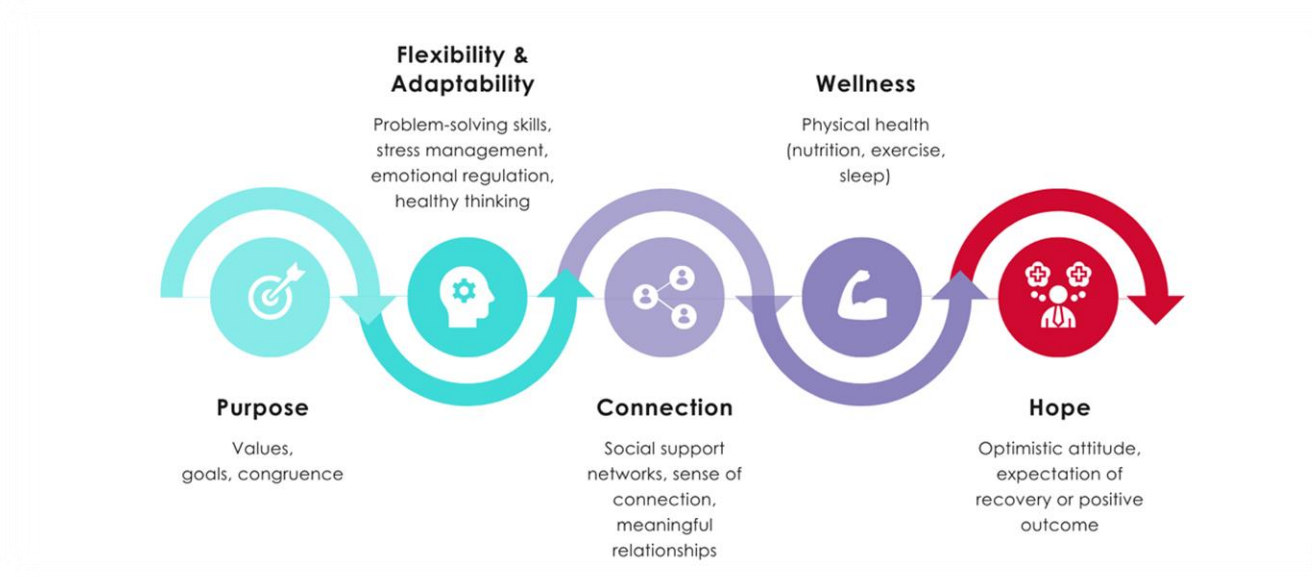 Purpose
Values,
goals, congruence
Flexibility &
Adaptability
Problem-solving skills,
stress management,
emotional regulation,
healthy thinking
Connection
Social support
networks, sense of
connection,
meaningful
relationships
Wellness
Physical health
(nutrition, exercise,
sleep)
Hope
Optimistic attitude,
expectation of
recovery or positive
outcome